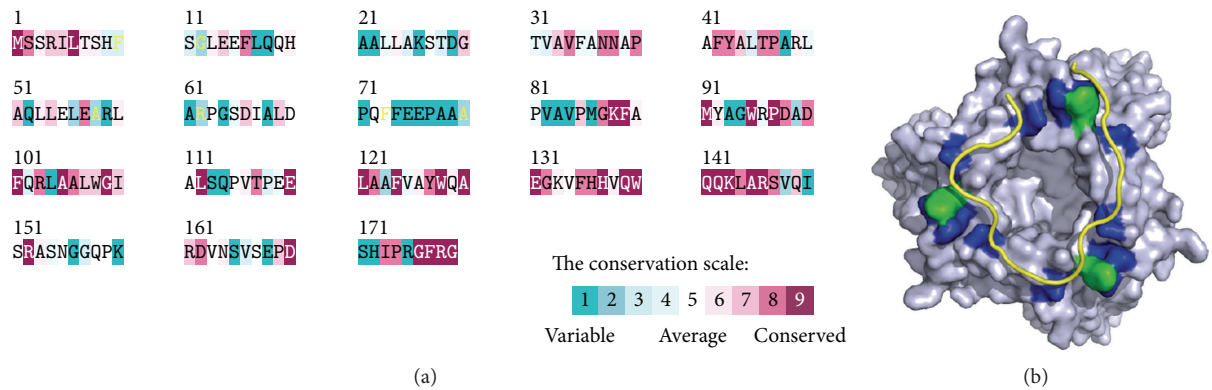 1 11 21 31 41
MSSRILTSHF SGLEEFLQQH AALLAKSTDG TVAVFANNAP AFYALTPARL
51 61 71 81 91
AQLLELEARL ARPGSDIALD PQFFEEPAAA PVAVPMGKFA MYAGWRPDAD
101 111 121 131 141
FQRLAALWGI ALSQPVTPEE LAAFVAYWQA EGKVFHHVQW QQKLARSVQI
151 161 171
SRASNGGQPK RDVNSVSEPD SHIPRGFRG
The conservation scale:
1 2 3 4 5 6 7 8 9
Variable Average Conserved
(a) (b)